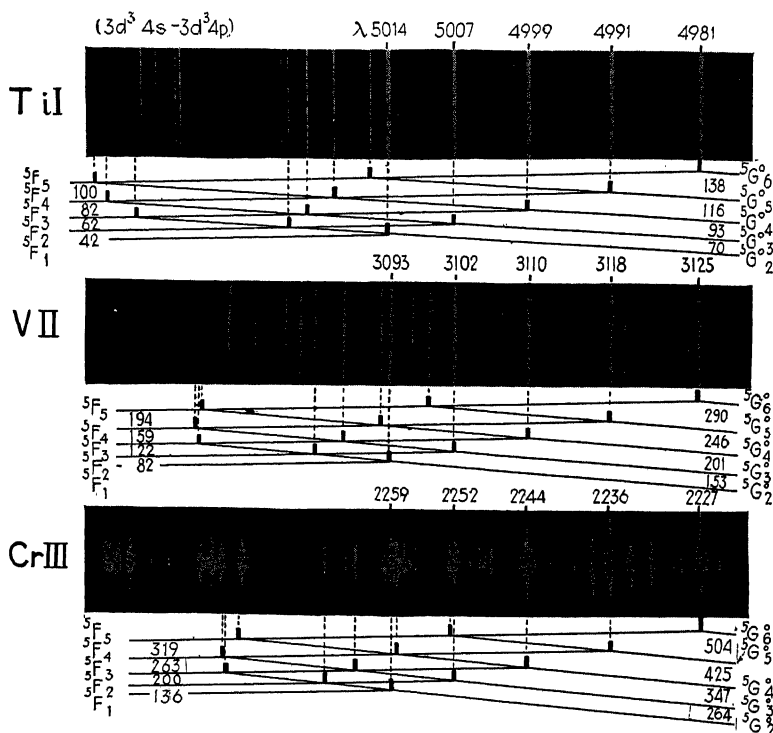 (3d³ 4s – 3d³4p) λ 5014 5007 4999 4991 4981
Ti I
⁵F₅ ⁵G°₆
100 138
⁵F₄ ⁵G°₅
82 116
⁵F₃ ⁵G°₄
62 93
⁵F₂ ⁵G°₃
42 70
⁵F₁ ⁵G°₂
3095 3102 3110 3118 3125
V II
⁵F₅ ⁵G°₆
194 290
⁵F₄ ⁵G°₅
159 246
⁵F₃ ⁵G°₄
122 201
⁵F₂ ⁵G°₃
82 153
⁵F₁ ⁵G°₂
2259 2252 2244 2236 2227
Cr III
⁵F₅ ⁵G°₆
319 504
⁵F₄ ⁵G°₅
263 425
⁵F₃ ⁵G°₄
200 347
⁵F₂ ⁵G°₃
136 264
⁵F₁ ⁵G°₂